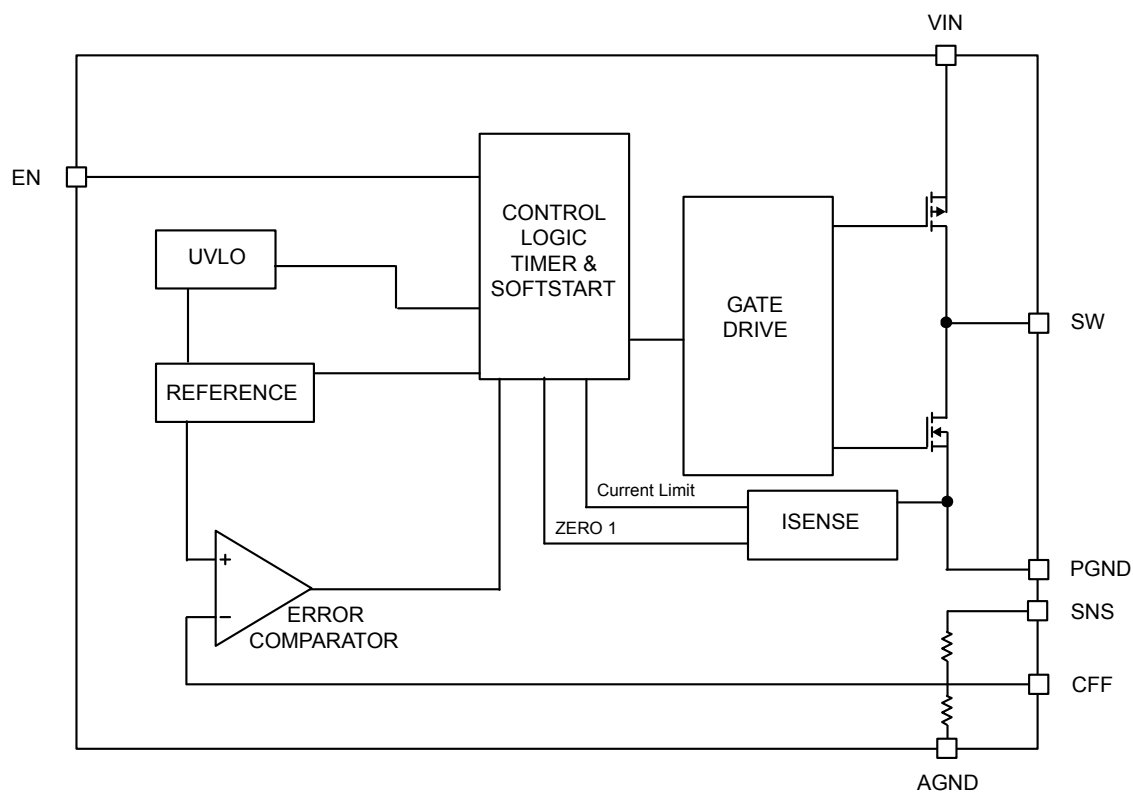 VIN
EN
CONTROL
LOGIC
TIMER &
SOFTSTART
UVLO
GATE
DRIVE
SW
REFERENCE
Current Limit
ISENSE
ZERO 1
+
−
ERROR
COMPARATOR
PGND
SNS
CFF
AGND